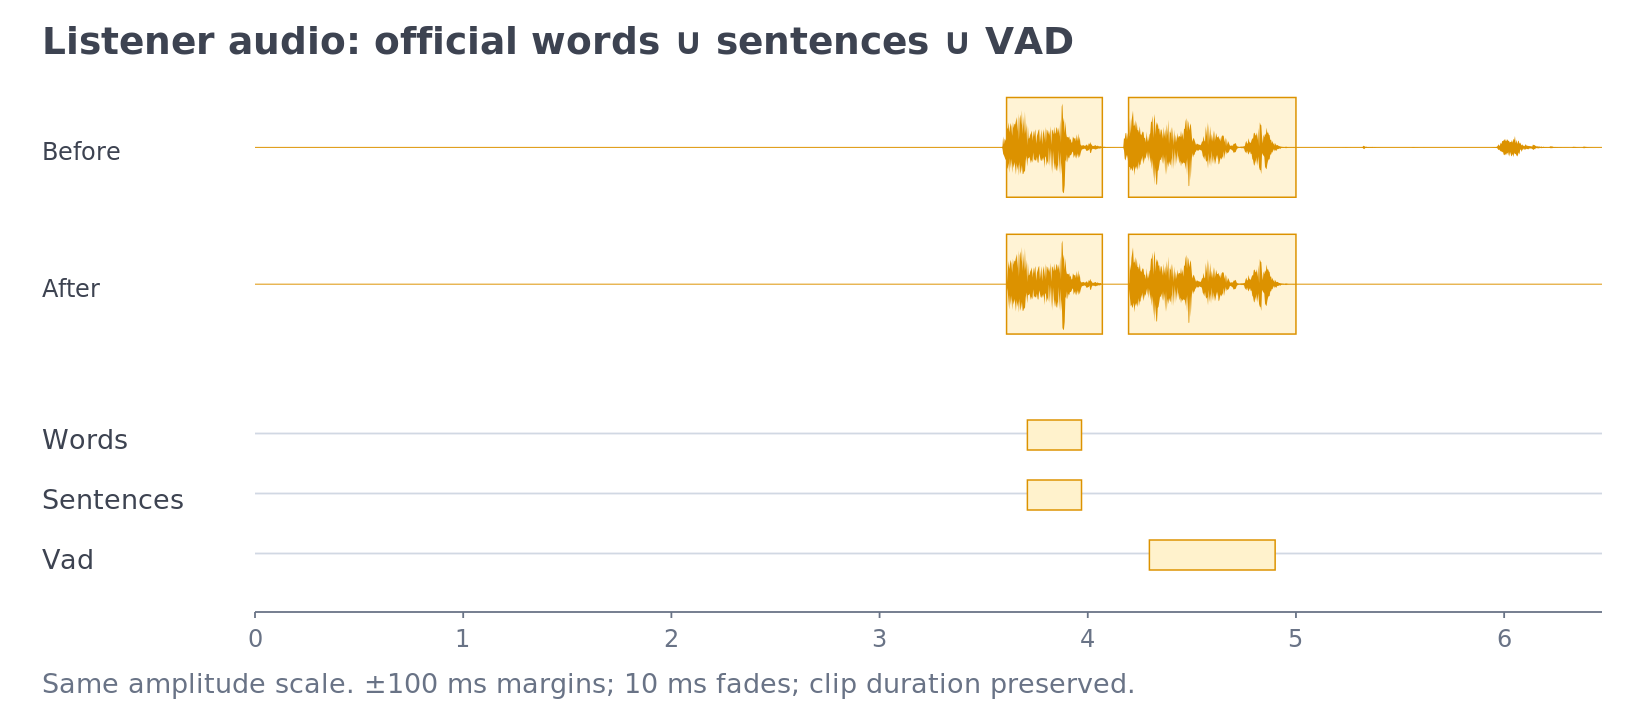 Listener audio: official words ∪ sentences ∪ VAD
Before
After
Words
Sentences
Vad
0 1 2 3 4 5 6
Same amplitude scale. ±100 ms margins; 10 ms fades; clip duration preserved.